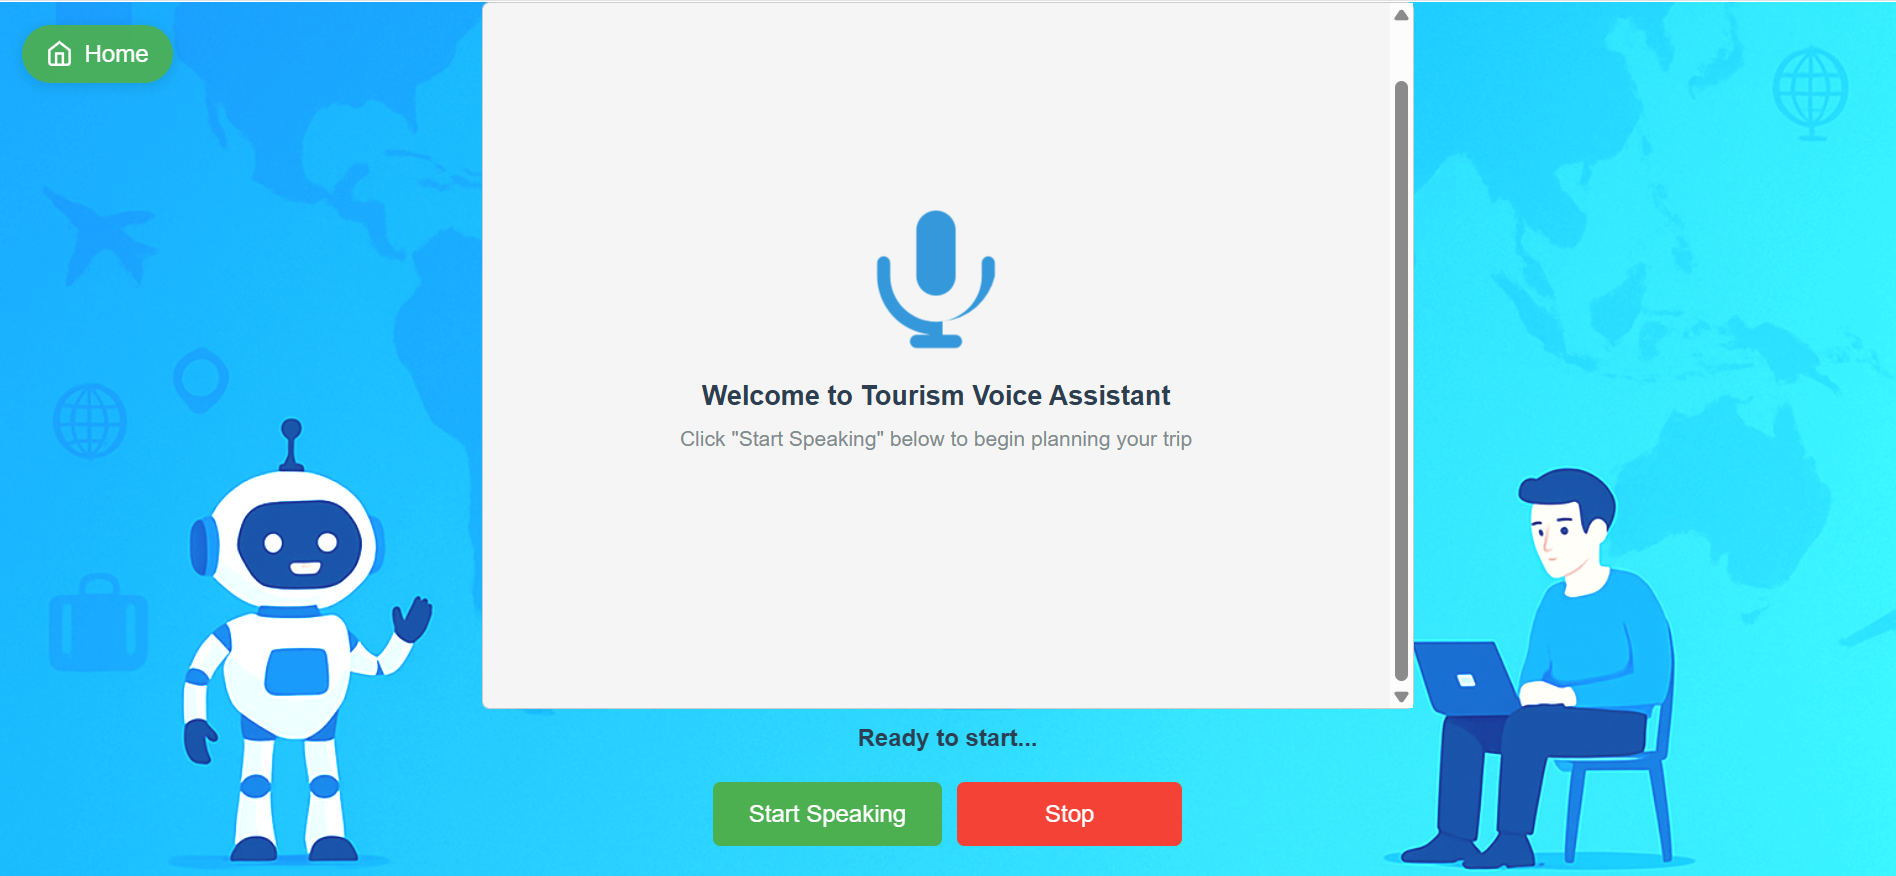 Home
Welcome to Tourism Voice Assistant
Click "Start Speaking" below to begin planning your trip
Ready to start...
Start Speaking
Stop